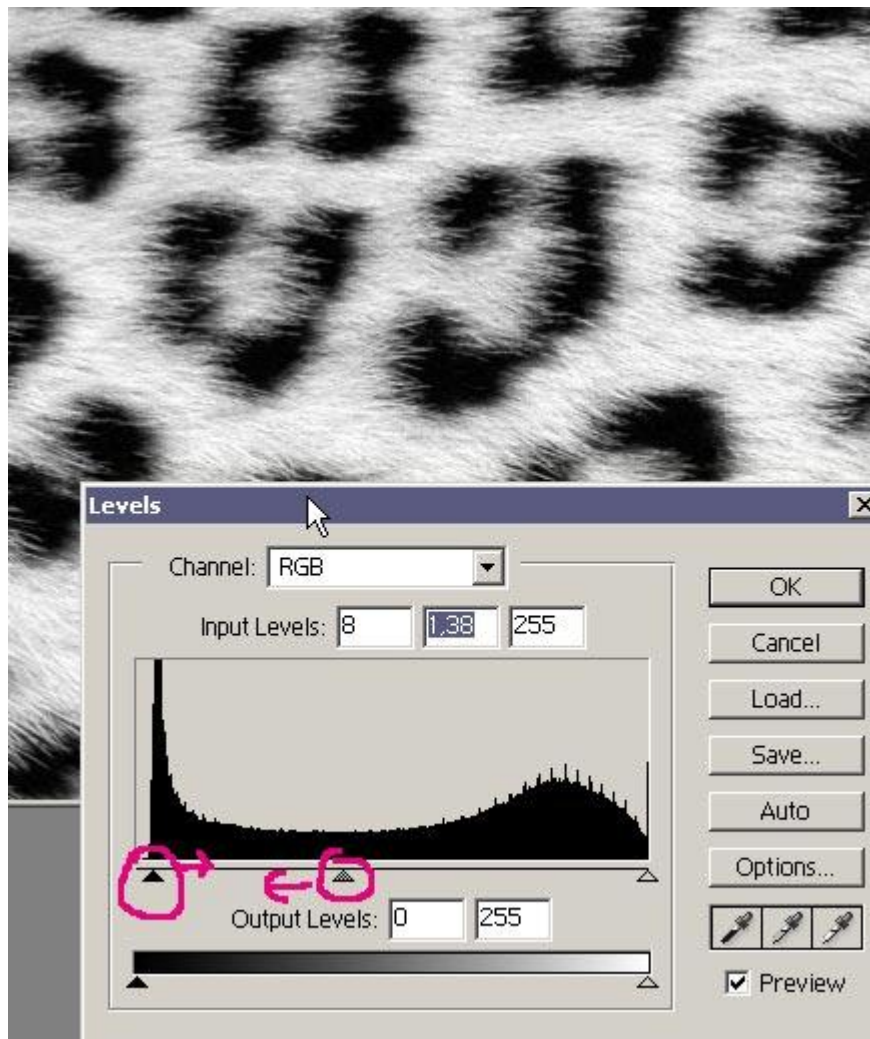 Levels
Channel: RGB
Input Levels: 8 1,38 255
Output Levels: 0 255
OK
Cancel
Load...
Save...
Auto
Options...
Preview